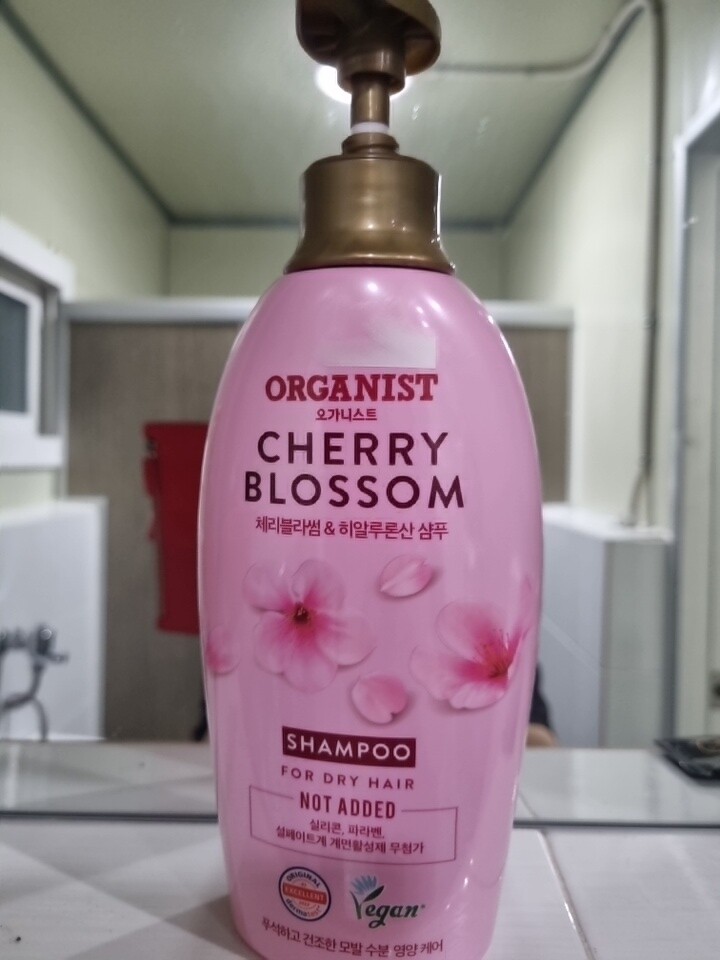 ORGANIST
오가니스트
CHERRY
BLOSSOM
체리블라썸 & 히알루론산 샴푸
SHAMPOO
FOR DRY HAIR
NOT ADDED
실리콘, 파라벤,
설페이트계 계면활성제 무첨가
ORIGINAL
EXCELLENT
dermatest
Vegan
푸석하고 건조한 모발 수분 영양 케어